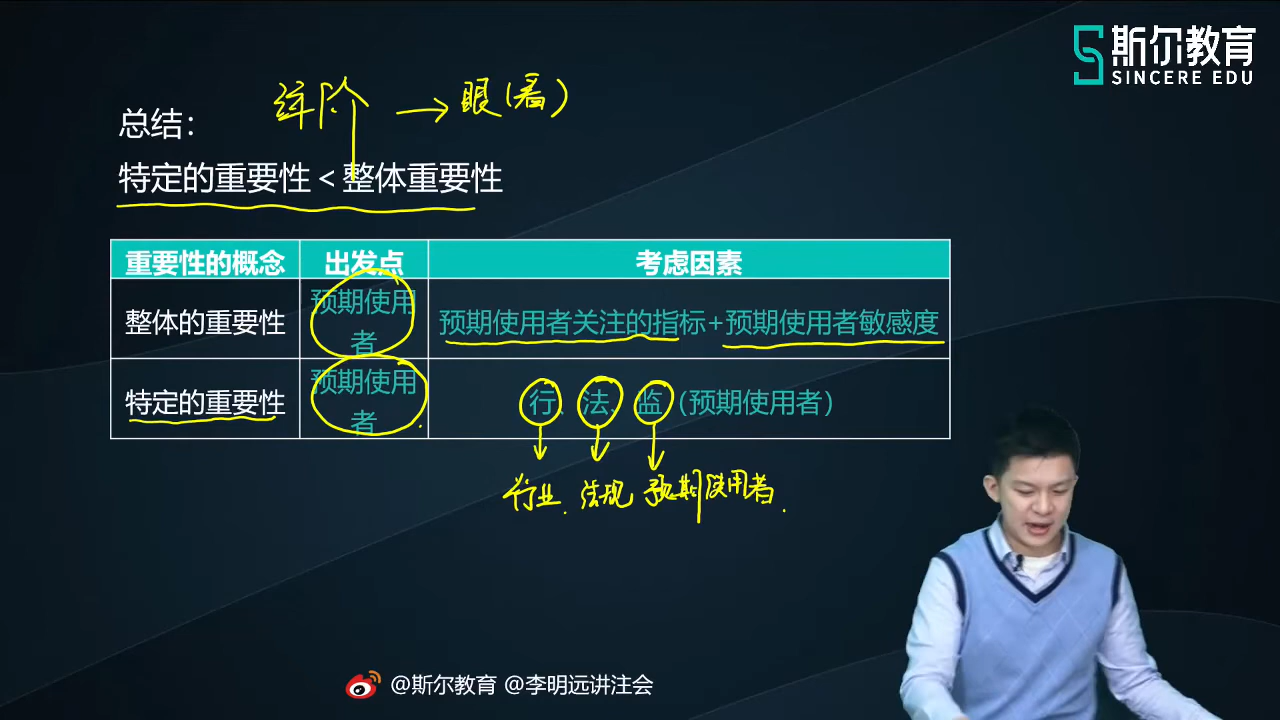 斯尔教育
SINCERE EDU
→眼(看)
总结：
特定的重要性<整体重要性
重要性的概念 出发点 考虑因素
整体的重要性 预期使用者 预期使用者关注的指标+预期使用者敏感度
特定的重要性 预期使用者 行、法、监（预期使用者）
行业. 法规 预期使用者.
@斯尔教育 @李明远讲注会